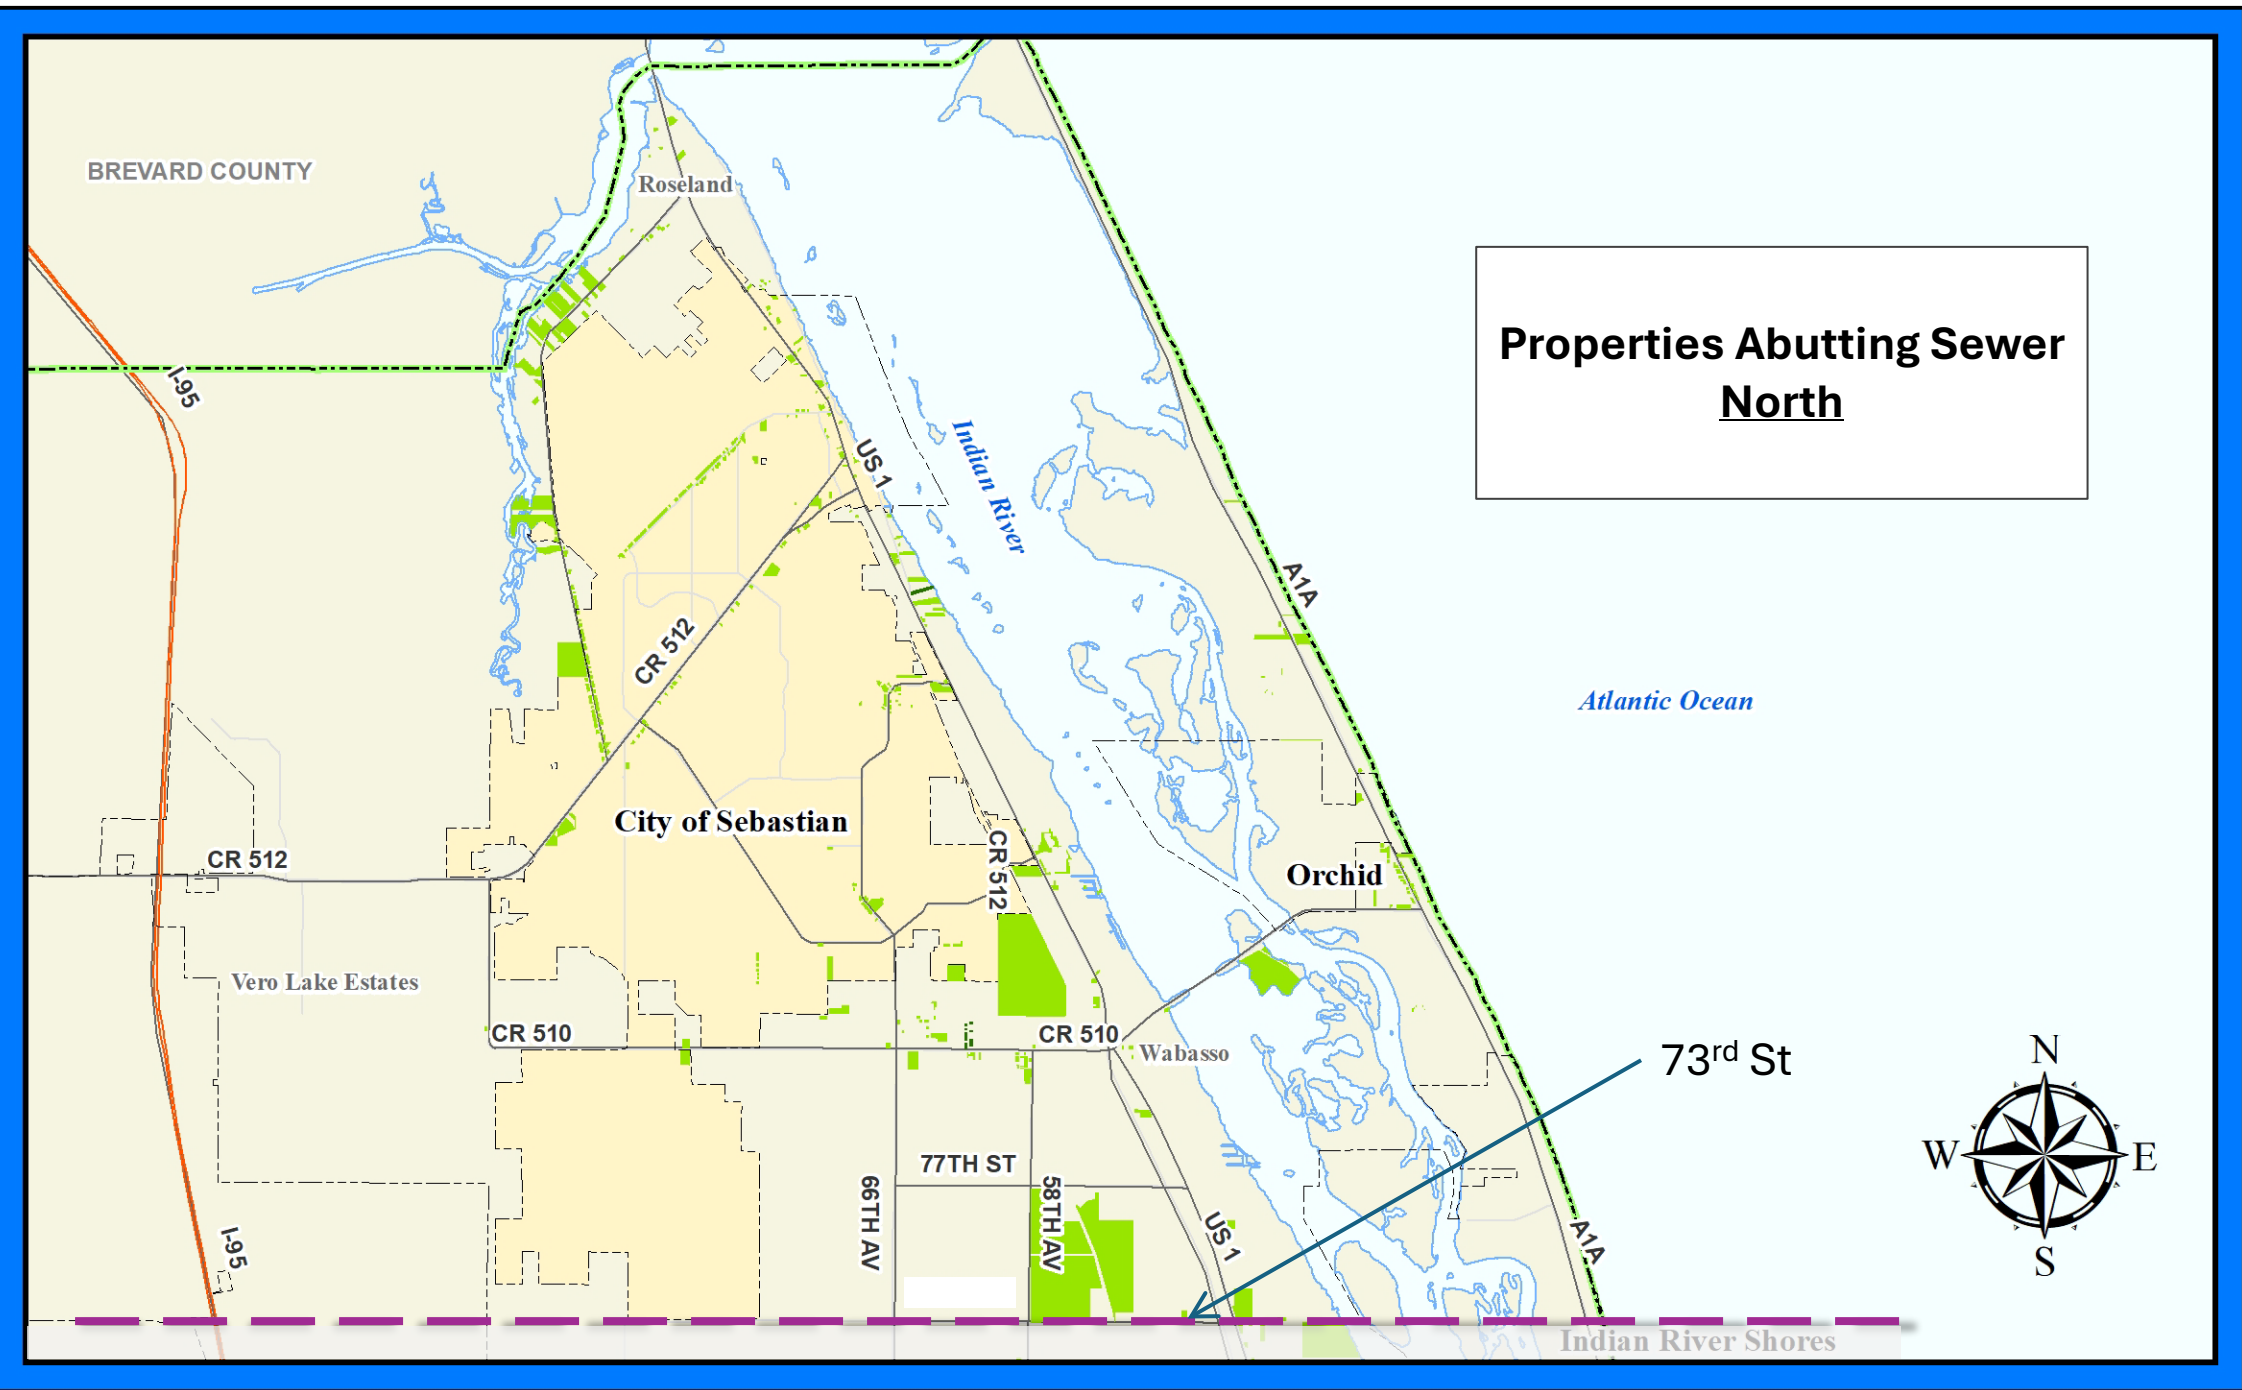 BREVARD COUNTY
Roseland
I-95
Properties Abutting Sewer
North
US 1
Indian River
A1A
CR 512
Atlantic Ocean
City of Sebastian
CR 512
CR 512
Orchid
Vero Lake Estates
CR 510
CR 510
Wabasso
73rd St
N
W
E
S
77TH ST
66TH AV
58TH AV
US 1
A1A
I-95
Indian River Shores